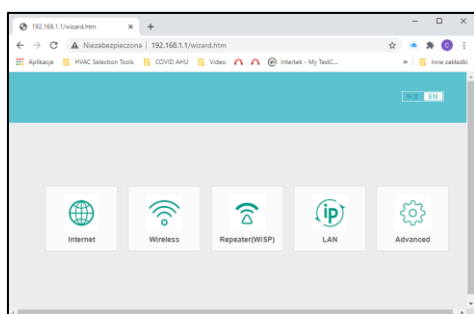 192.168.1.1/wizard.htm
Niezabezpieczona | 192.168.1.1/wizard.htm
Aplikacje HVAC Selection Tools COVID AHU Video Intertek - My TestC... » Inne zakładki
EN
ip
Internet Wireless Repeater(WISP) LAN Advanced